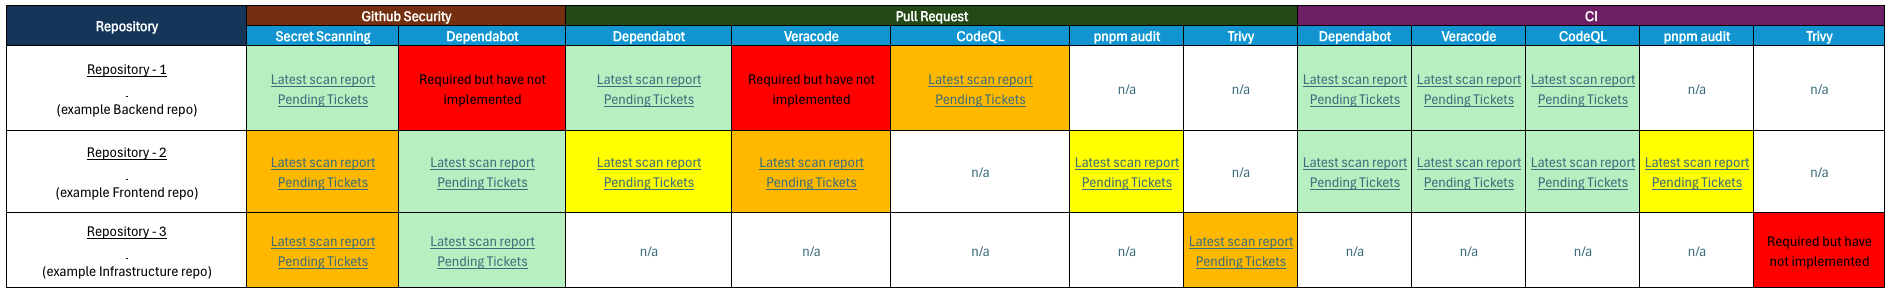 Repository
Github Security
Pull Request
CI
Secret Scanning
Dependabot
Dependabot
Veracode
CodeQL
pnpm audit
Trivy
Dependabot
Veracode
CodeQL
pnpm audit
Trivy
Repository - 1
.
(example Backend repo)
Latest scan report
Pending Tickets
Required but have not
implemented
Latest scan report
Pending Tickets
Required but have not
implemented
Latest scan report
Pending Tickets
n/a
n/a
Latest scan report
Pending Tickets
Latest scan report
Pending Tickets
Latest scan report
Pending Tickets
n/a
n/a
Repository - 2
.
(example Frontend repo)
Latest scan report
Pending Tickets
Latest scan report
Pending Tickets
Latest scan report
Pending Tickets
Latest scan report
Pending Tickets
n/a
Latest scan report
Pending Tickets
n/a
Latest scan report
Pending Tickets
Latest scan report
Pending Tickets
Latest scan report
Pending Tickets
Latest scan report
Pending Tickets
n/a
Repository - 3
.
(example Infrastructure repo)
Latest scan report
Pending Tickets
Latest scan report
Pending Tickets
n/a
n/a
n/a
n/a
Latest scan report
Pending Tickets
n/a
n/a
n/a
n/a
Required but have
not implemented